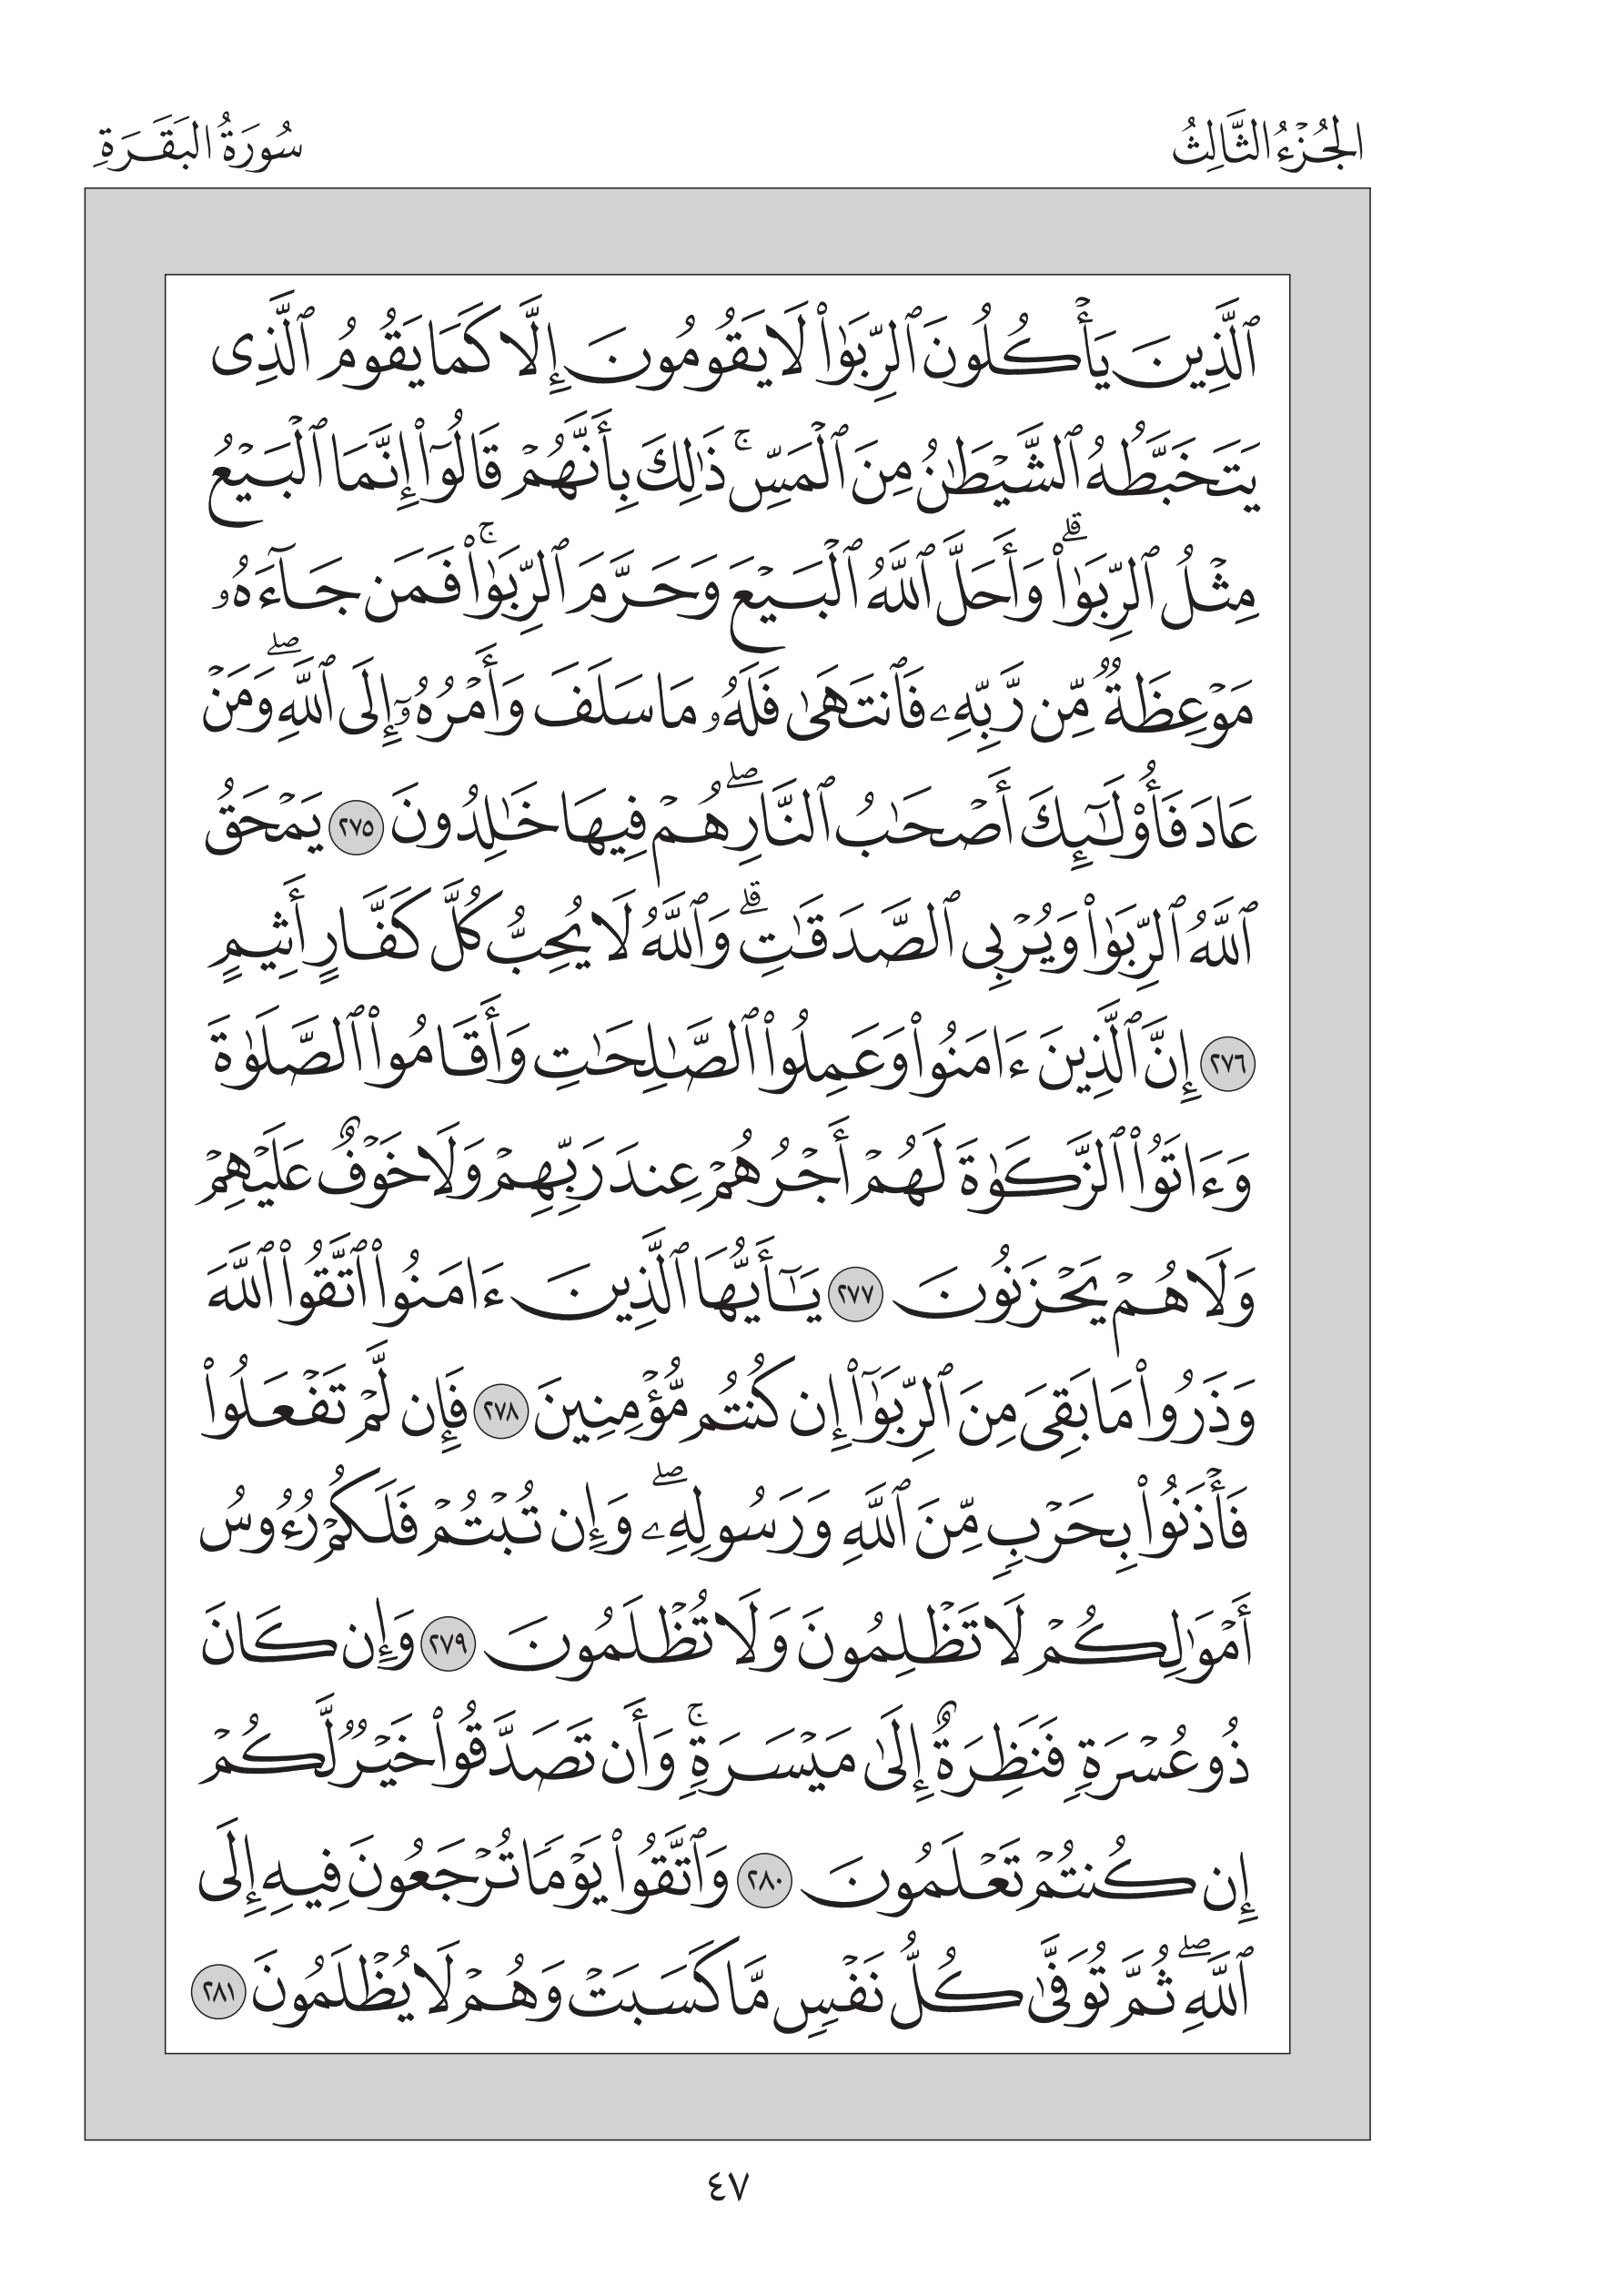 الجُزْءُ الثَّالِثُ
سُورَةُ البَقَرَةِ
ٱلَّذِينَ يَأۡكُلُونَ ٱلرِّبَوٰاْ لَا يَقُومُونَ إِلَّا كَمَا يَقُومُ ٱلَّذِى
يَتَخَبَّطُهُ ٱلشَّيۡطَٰنُ مِنَ ٱلۡمَسِّۚ ذَٰلِكَ بِأَنَّهُمۡ قَالُوٓاْ إِنَّمَا ٱلۡبَيۡعُ
مِثۡلُ ٱلرِّبَوٰاْۗ وَأَحَلَّ ٱللَّهُ ٱلۡبَيۡعَ وَحَرَّمَ ٱلرِّبَوٰاْۚ فَمَن جَآءَهُۥ
مَوۡعِظَةٞ مِّن رَّبِّهِۦ فَٱنتَهَىٰ فَلَهُۥ مَا سَلَفَ وَأَمۡرُهُۥٓ إِلَى ٱللَّهِۖ وَمَنۡ
عَادَ فَأُوْلَٰٓئِكَ أَصۡحَٰبُ ٱلنَّارِۖ هُمۡ فِيهَا خَٰلِدُونَ ٢٧٥ يَمۡحَقُ
ٱللَّهُ ٱلرِّبَوٰاْ وَيُرۡبِى ٱلصَّدَقَٰتِۗ وَٱللَّهُ لَا يُحِبُّ كُلَّ كَفَّارٍ أَثِيمٍ
٢٧٦ إِنَّ ٱلَّذِينَ ءَامَنُواْ وَعَمِلُواْ ٱلصَّٰلِحَٰتِ وَأَقَامُواْ ٱلصَّلَوٰةَ
وَءَاتَوُاْ ٱلزَّكَوٰةَ لَهُمۡ أَجۡرُهُمۡ عِندَ رَبِّهِمۡ وَلَا خَوۡفٌ عَلَيۡهِمۡ
وَلَا هُمۡ يَحۡزَنُونَ ٢٧٧ يَٰٓأَيُّهَا ٱلَّذِينَ ءَامَنُواْ ٱتَّقُواْ ٱللَّهَ
وَذَرُواْ مَا بَقِىَ مِنَ ٱلرِّبَوٰٓاْ إِن كُنتُم مُّؤۡمِنِينَ ٢٧٨ فَإِن لَّمۡ تَفۡعَلُواْ
فَأۡذَنُواْ بِحَرۡبٖ مِّنَ ٱللَّهِ وَرَسُولِهِۦۖ وَإِن تُبۡتُمۡ فَلَكُمۡ رُءُوسُ
أَمۡوَٰلِكُمۡ لَا تَظۡلِمُونَ وَلَا تُظۡلَمُونَ ٢٧٩ وَإِن كَانَ
ذُو عُسۡرَةٖ فَنَظِرَةٌ إِلَىٰ مَيۡسَرَةٖۚ وَأَن تَصَدَّقُواْ خَيۡرٞ لَّكُمۡ
إِن كُنتُمۡ تَعۡلَمُونَ ٢٨٠ وَٱتَّقُواْ يَوۡمٗا تُرۡجَعُونَ فِيهِ إِلَى
ٱللَّهِۖ ثُمَّ تُوَفَّىٰ كُلُّ نَفۡسٖ مَّا كَسَبَتۡ وَهُمۡ لَا يُظۡلَمُونَ ٢٨١
٤٧